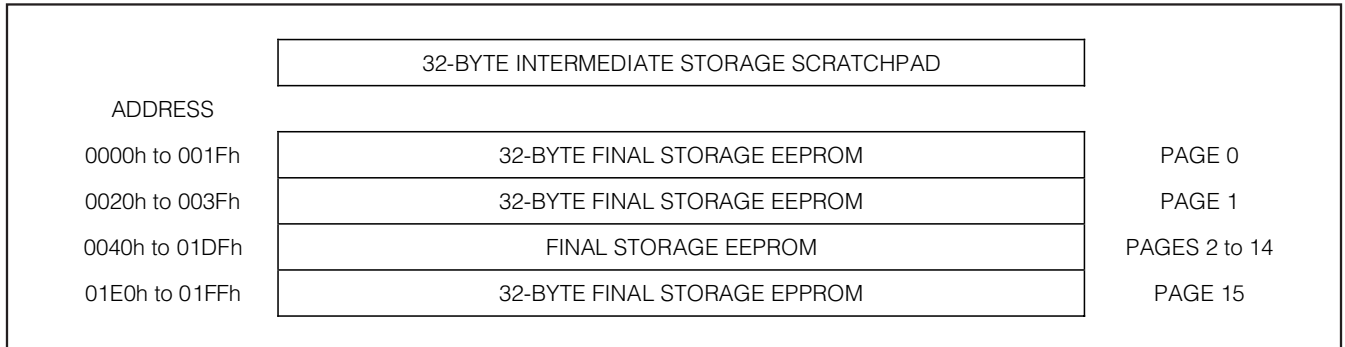 32-BYTE INTERMEDIATE STORAGE SCRATCHPAD
ADDRESS
0000h to 001Fh 32-BYTE FINAL STORAGE EEPROM PAGE 0
0020h to 003Fh 32-BYTE FINAL STORAGE EEPROM PAGE 1
0040h to 01DFh FINAL STORAGE EEPROM PAGES 2 to 14
01E0h to 01FFh 32-BYTE FINAL STORAGE EPPROM PAGE 15